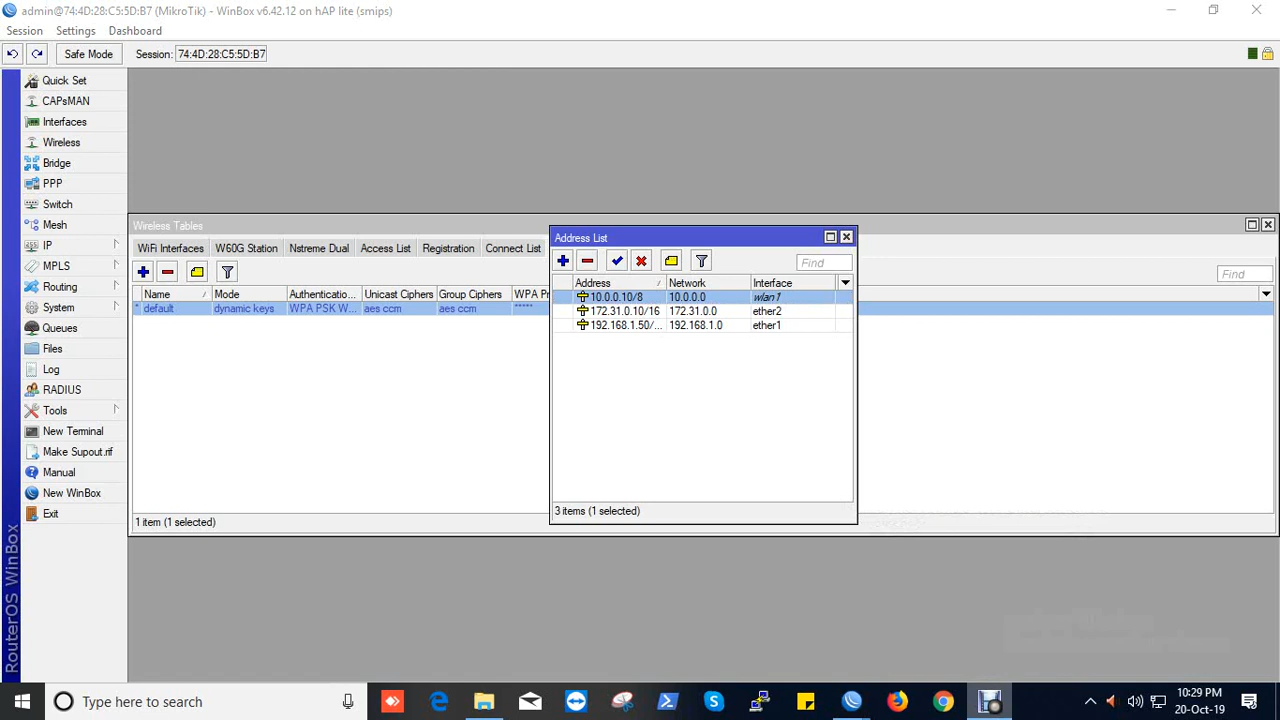 admin@74:4D:28:C5:5D:B7 (MikroTik) - WinBox v6.42.12 on hAP lite (smips)
Session Settings Dashboard
Safe Mode Session: 74:4D:28:C5:5D:B7
Quick Set
CAPsMAN
Interfaces
Wireless
Bridge
PPP
Switch
Mesh
IP
MPLS
Routing
System
Queues
Files
Log
RADIUS
Tools
New Terminal
Make Supout.rif
Manual
New WinBox
Exit
RouterOS WinBox
Wireless Tables
WiFi Interfaces W60G Station Nstreme Dual Access List Registration Connect List
Find
Name Mode Authenticatio... Unicast Ciphers Group Ciphers WPA Pr
* default dynamic keys WPA PSK W... aes ccm aes ccm *****
1 item (1 selected)
Address List
Find
Address Network Interface
10.0.0.10/8 10.0.0.0 wlan1
172.31.0.10/16 172.31.0.0 ether2
192.168.1.50/... 192.168.1.0 ether1
3 items (1 selected)
Type here to search
10:29 PM
20-Oct-19